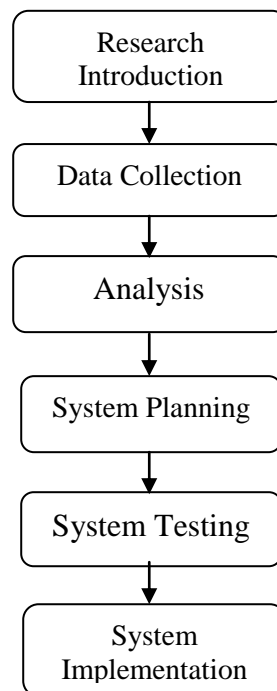 Research
Introduction
Data Collection
Analysis
System Planning
System Testing
System
Implementation